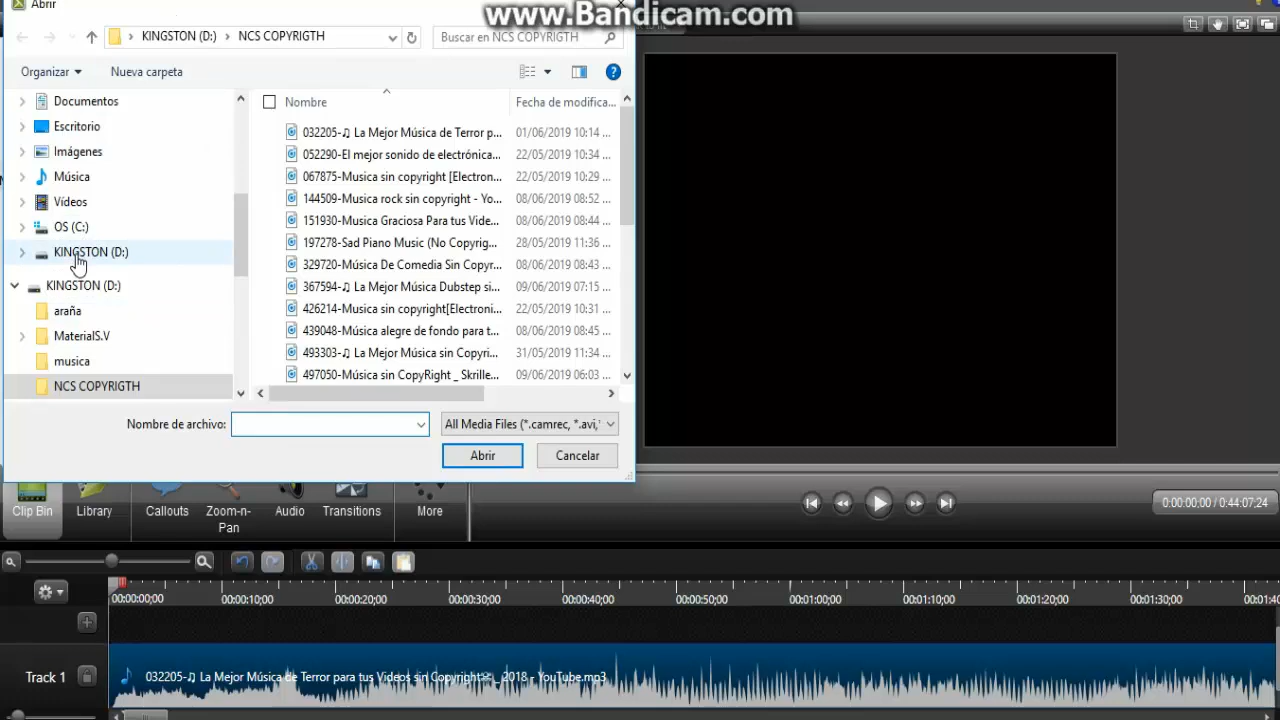 Abrir
www.Bandicam.com
KINGSTON (D:) › NCS COPYRIGTH
Buscar en NCS COPYRIGTH
Organizar
Nueva carpeta
Documentos
Escritorio
Imágenes
Música
Vídeos
OS (C:)
KINGSTON (D:)
KINGSTON (D:)
araña
MaterialS.V
musica
NCS COPYRIGTH
Nombre
Fecha de modifica...
032205-♫ La Mejor Música de Terror p...
01/06/2019 10:14 ...
052290-El mejor sonido de electrónica...
22/05/2019 10:34 ...
067875-Musica sin copyright [Electron...
22/05/2019 10:29 ...
144509-Musica rock sin copyright - Yo...
08/06/2019 08:52 ...
151930-Musica Graciosa Para tus Vide...
08/06/2019 08:44 ...
197278-Sad Piano Music (No Copyrig...
28/05/2019 11:36 ...
329720-Música De Comedia Sin Copyr...
08/06/2019 08:43 ...
367594-♫ La Mejor Música Dubstep si...
09/06/2019 07:15 ...
426214-Musica sin copyright[Electroni...
22/05/2019 10:31 ...
439048-Música alegre de fondo para t...
08/06/2019 08:45 ...
493303-♫ La Mejor Música sin Copyri...
31/05/2019 11:34 ...
497050-Música sin CopyRight _ Skrille...
09/06/2019 06:03 ...
Nombre de archivo:
All Media Files (*.camrec, *.avi,*
Abrir
Cancelar
Clip Bin
Library
Callouts
Zoom-n-
Pan
Audio
Transitions
More
0:00:00;00 / 0:44:07;24
00:00:00;00
00:00:10;00
00:00:20;00
00:00:30;00
00:00:40;00
00:00:50;00
00:01:00;00
00:01:10;00
00:01:20;00
00:01:30;00
00:01:40
Track 1
032205-♫ La Mejor Música de Terror para tus Videos sin Copyright _ 2018 - YouTube.mp3